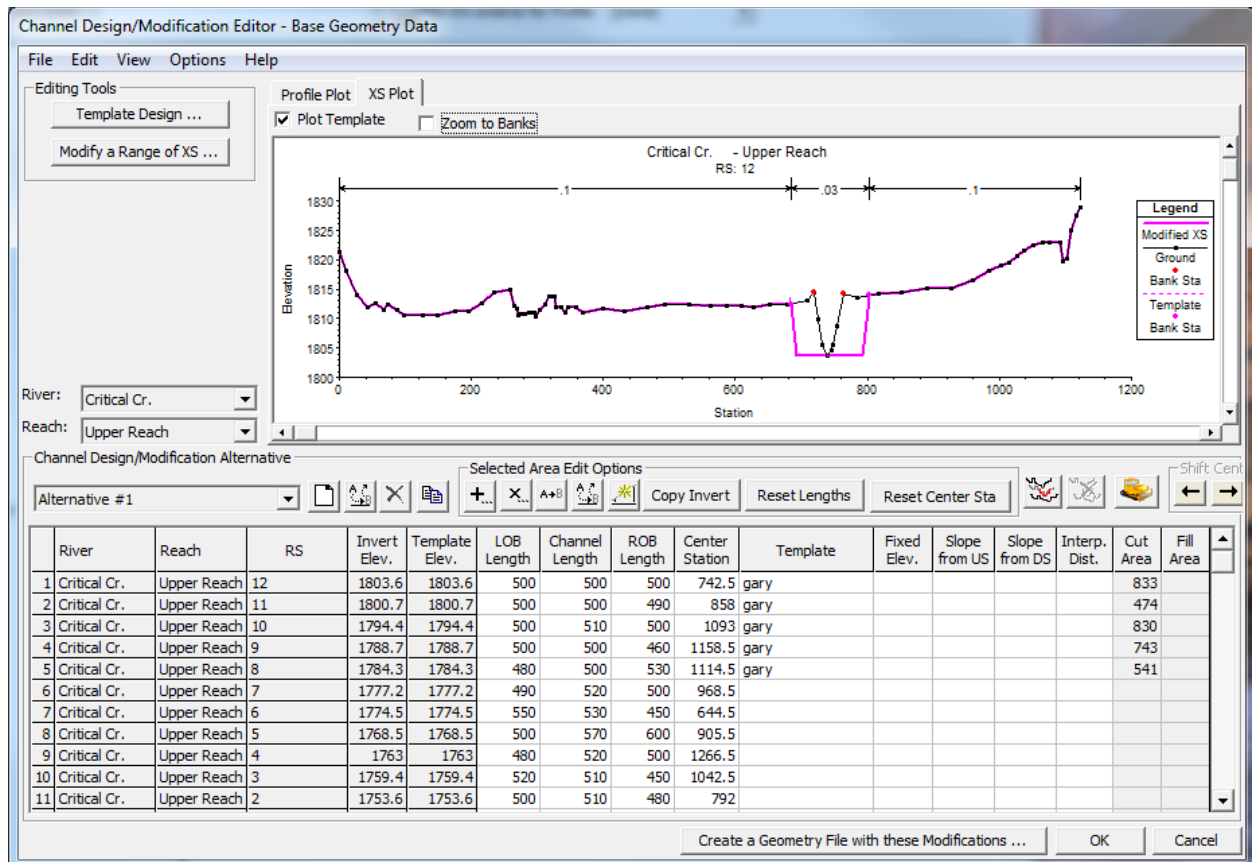 Channel Design/Modification Editor - Base Geometry Data
File Edit View Options Help
Editing Tools
Template Design ...
Modify a Range of XS ...
Profile Plot XS Plot
Plot Template Zoom to Banks
Critical Cr. - Upper Reach
RS: 12
.1 .03 .1
1830
1825
1820
1815
1810
1805
1800
Elevation
0 200 400 600 800 1000 1200
Station
Legend
Modified XS
Ground
Bank Sta
Template
Bank Sta
River: Critical Cr.
Reach: Upper Reach
Channel Design/Modification Alternative
Alternative #1
Selected Area Edit Options
Copy Invert Reset Lengths Reset Center Sta
Shift Cent
River Reach RS Invert Elev. Template Elev. LOB Length Channel Length ROB Length Center Station Template Fixed Elev. Slope from US Slope from DS Interp. Dist. Cut Area Fill Area
1 Critical Cr. Upper Reach 12 1803.6 1803.6 500 500 500 742.5 gary 833
2 Critical Cr. Upper Reach 11 1800.7 1800.7 500 500 490 858 gary 474
3 Critical Cr. Upper Reach 10 1794.4 1794.4 500 510 500 1093 gary 830
4 Critical Cr. Upper Reach 9 1788.7 1788.7 500 500 460 1158.5 gary 743
5 Critical Cr. Upper Reach 8 1784.3 1784.3 480 500 530 1114.5 gary 541
6 Critical Cr. Upper Reach 7 1777.2 1777.2 490 520 500 968.5
7 Critical Cr. Upper Reach 6 1774.5 1774.5 550 530 450 644.5
8 Critical Cr. Upper Reach 5 1768.5 1768.5 500 570 600 905.5
9 Critical Cr. Upper Reach 4 1763 1763 480 520 500 1266.5
10 Critical Cr. Upper Reach 3 1759.4 1759.4 520 510 450 1042.5
11 Critical Cr. Upper Reach 2 1753.6 1753.6 500 510 480 792
Create a Geometry File with these Modifications ... OK Cancel